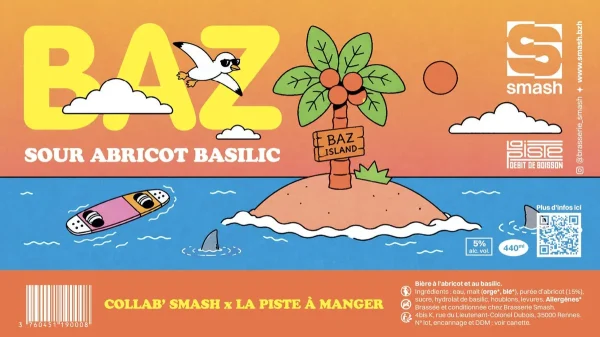 BAZ
SOUR ABRICOT BASILIC
BAZ
ISLAND
smash
LA PISTE
DÉBIT DE BOISSON
@brasserie_smash + www.smash.bzh
Plus d'infos ici
5%
alc. vol.
440ml
COLLAB' SMASH x LA PISTE À MANGER
Bière à l'abricot et au basilic.
Ingrédients : eau, malt (orge*, blé*), purée d'abricot (15%),
sucre, hydrolat de basilic, houblons, levures. Allergènes*
Brassée et conditionnée chez Brasserie Smash.
4bis K, rue du Lieutenant-Colonel Dubois, 35000 Rennes.
N° lot, encannage et DDM : voir canette.
3 760431 190008